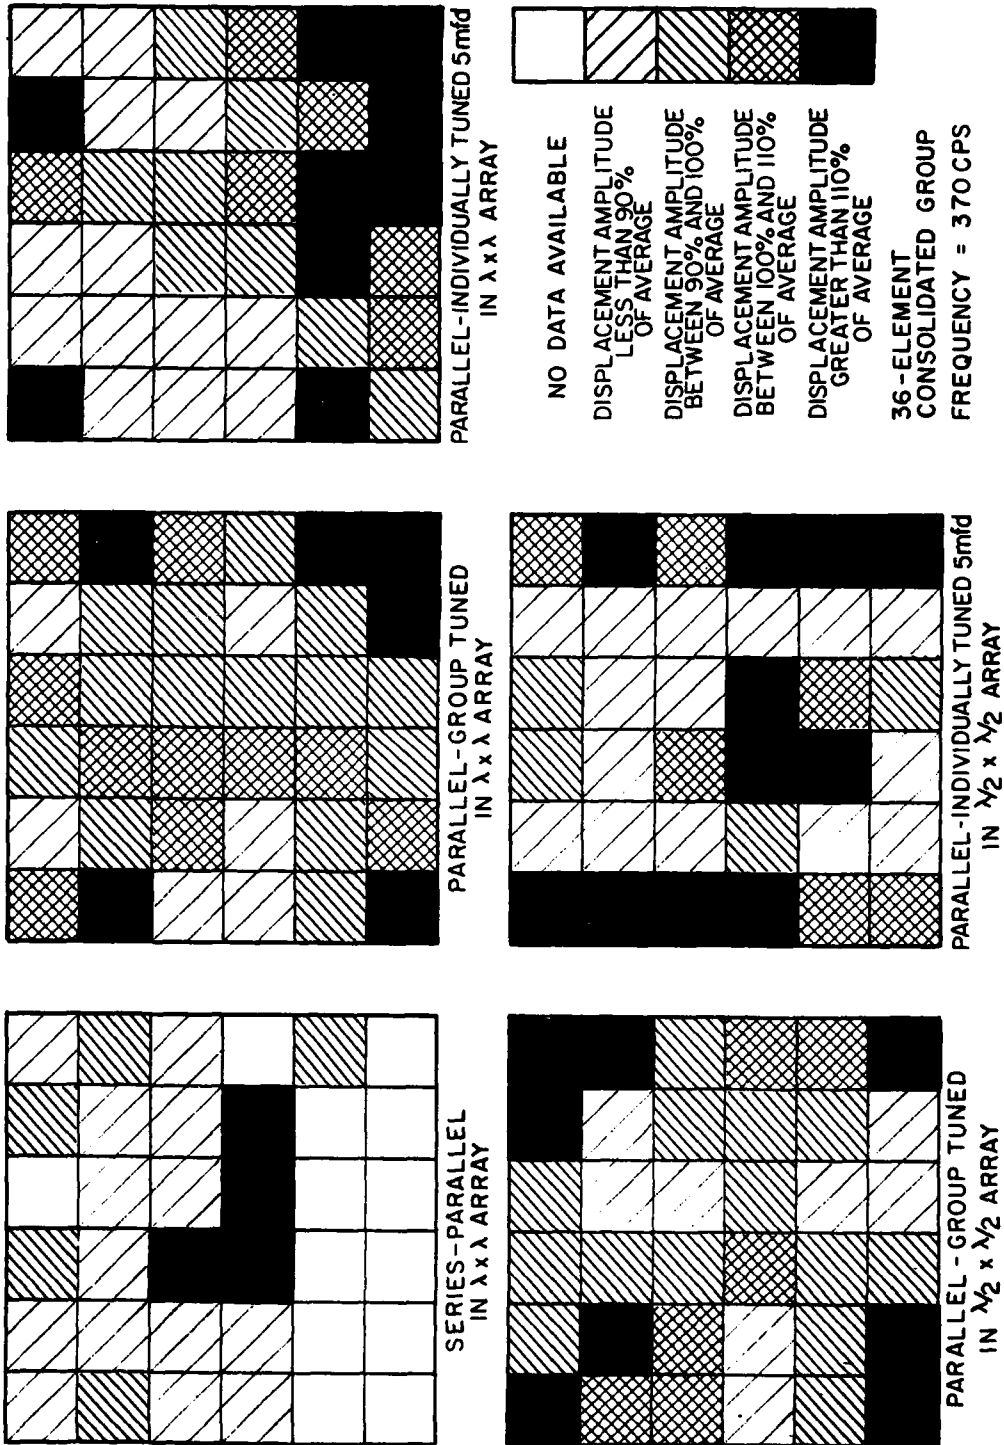 SERIES-PARALLEL
IN λ x λ ARRAY
PARALLEL-GROUP TUNED
IN λ x λ ARRAY
PARALLEL-INDIVIDUALLY TUNED 5mfd
IN λ x λ ARRAY
PARALLLEL - GROUP TUNED
IN λ/2 x λ/2 ARRAY
PARALLEL-INDIVIDUALLY TUNED 5mfd
IN λ/2 x λ/2 ARRAY
NO DATA AVAILABLE
DISPLACEMENT AMPLITUDE
LESS THAN 90%
OF AVERAGE
DISPLACEMENT AMPLITUDE
BETWEEN 90% AND 100%
OF AVERAGE
DISPLACEMENT AMPLITUDE
BETWEEN 100% AND 110%
OF AVERAGE
DISPLACEMENT AMPLITUDE
GREATER THAN 110%
OF AVERAGE
36-ELEMENT
CONSOLIDATED GROUP
FREQUENCY = 370 CPS